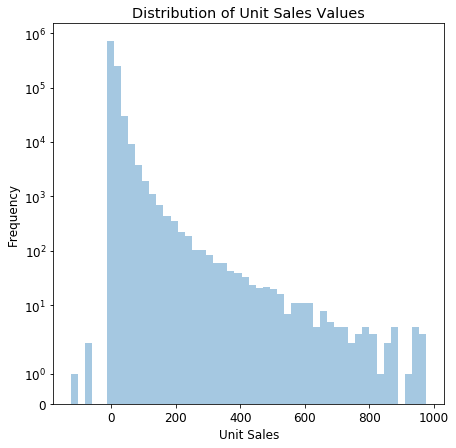 Distribution of Unit Sales Values
10⁶
10⁵
10⁴
10³
10²
10¹
10⁰
0
Frequency
0 200 400 600 800 1000
Unit Sales